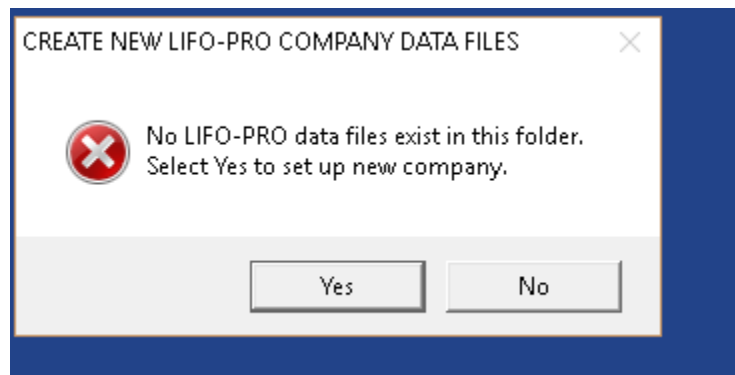 CREATE NEW LIFO-PRO COMPANY DATA FILES
No LIFO-PRO data files exist in this folder.
Select Yes to set up new company.
Yes
No